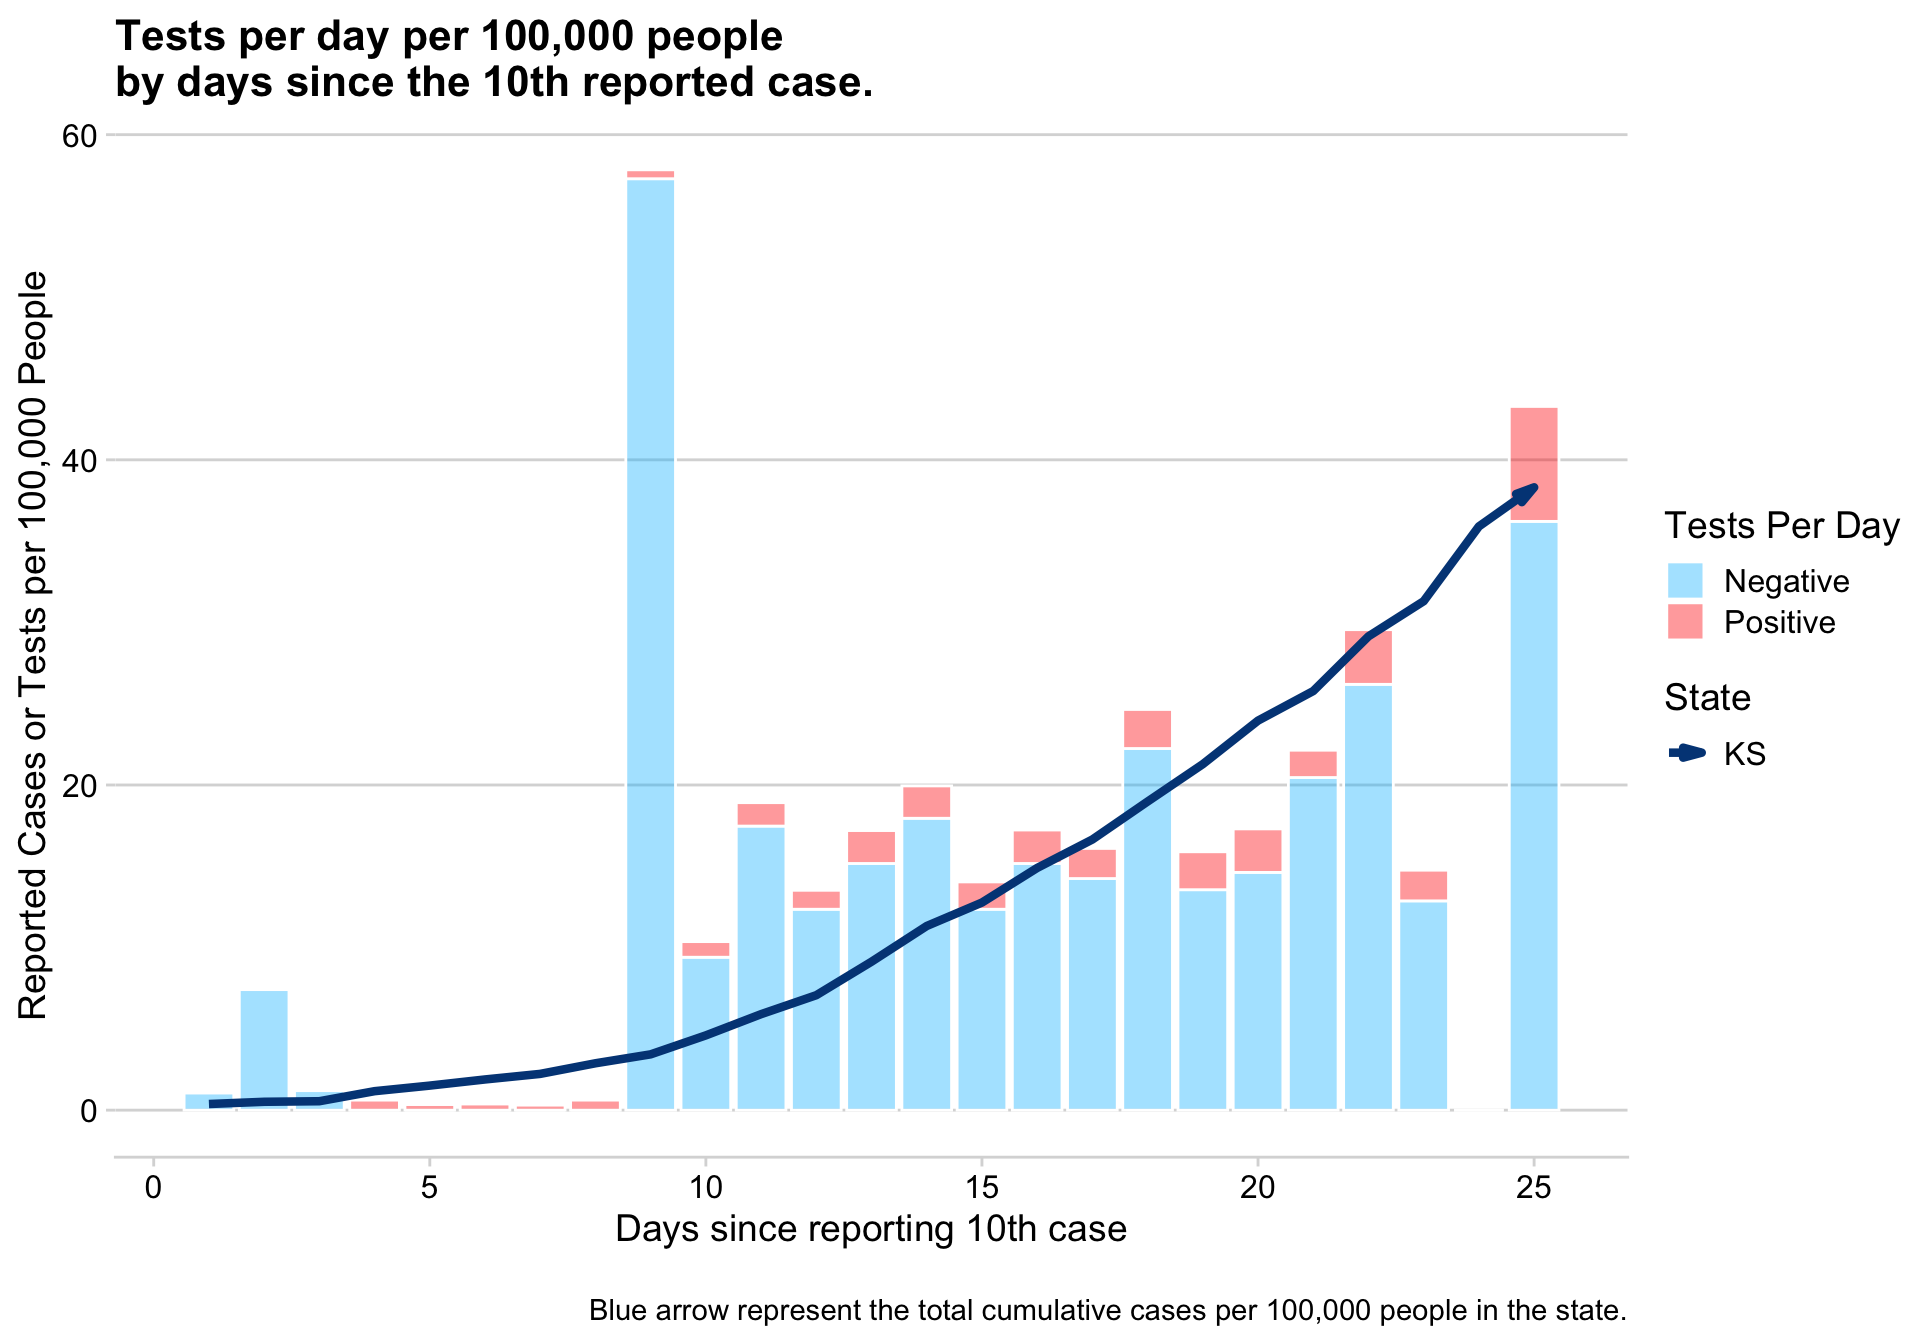 Tests per day per 100,000 people
by days since the 10th reported case.
Reported Cases or Tests per 100,000 People
60
40
20
0
0 5 10 15 20 25
Days since reporting 10th case
Tests Per Day
Negative
Positive
State
KS
Blue arrow represent the total cumulative cases per 100,000 people in the state.